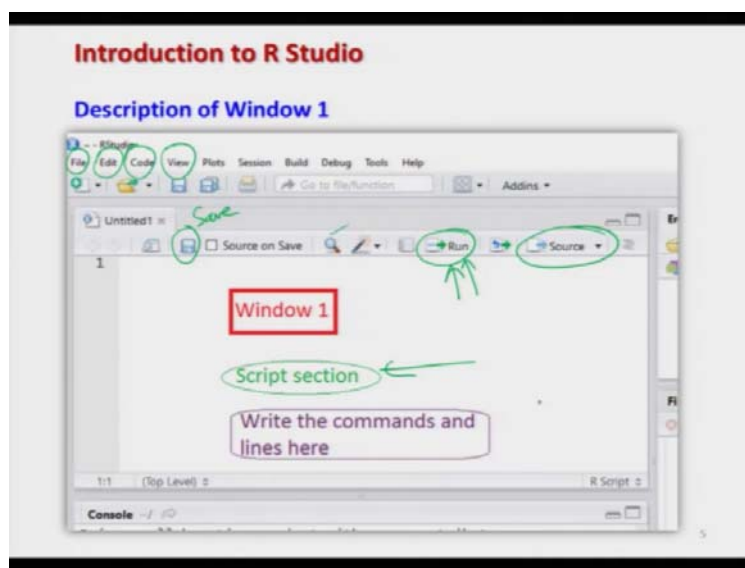 Introduction to R Studio
Description of Window 1
RStudio
File Edit Code View Plots Session Build Debug Tools Help
Go to file/function Addins
Untitled1
Save
Source on Save Run Source
1
Window 1
Script section
Write the commands and
lines here
1:1 (Top Level) R Script
Console ~/
5